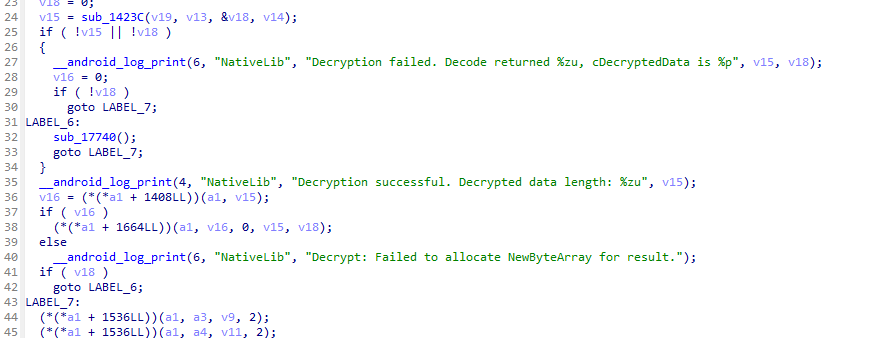 23 v18 = 0;
24 v15 = sub_1423C(v19, v13, &v18, v14);
25 if ( !v15 || !v18 )
26 {
27 __android_log_print(6, "NativeLib", "Decryption failed. Decode returned %zu, cDecryptedData is %p", v15, v18);
28 v16 = 0;
29 if ( !v18 )
30 goto LABEL_7;
31 LABEL_6:
32 sub_17740();
33 goto LABEL_7;
34 }
35 __android_log_print(4, "NativeLib", "Decryption successful. Decrypted data length: %zu", v15);
36 v16 = (*(*a1 + 1408LL))(a1, v15);
37 if ( v16 )
38 (*(*a1 + 1664LL))(a1, v16, 0, v15, v18);
39 else
40 __android_log_print(6, "NativeLib", "Decrypt: Failed to allocate NewByteArray for result.");
41 if ( v18 )
42 goto LABEL_6;
43 LABEL_7:
44 (*(*a1 + 1536LL))(a1, a3, v9, 2);
45 (*(*a1 + 1536LL))(a1, a4, v11, 2);